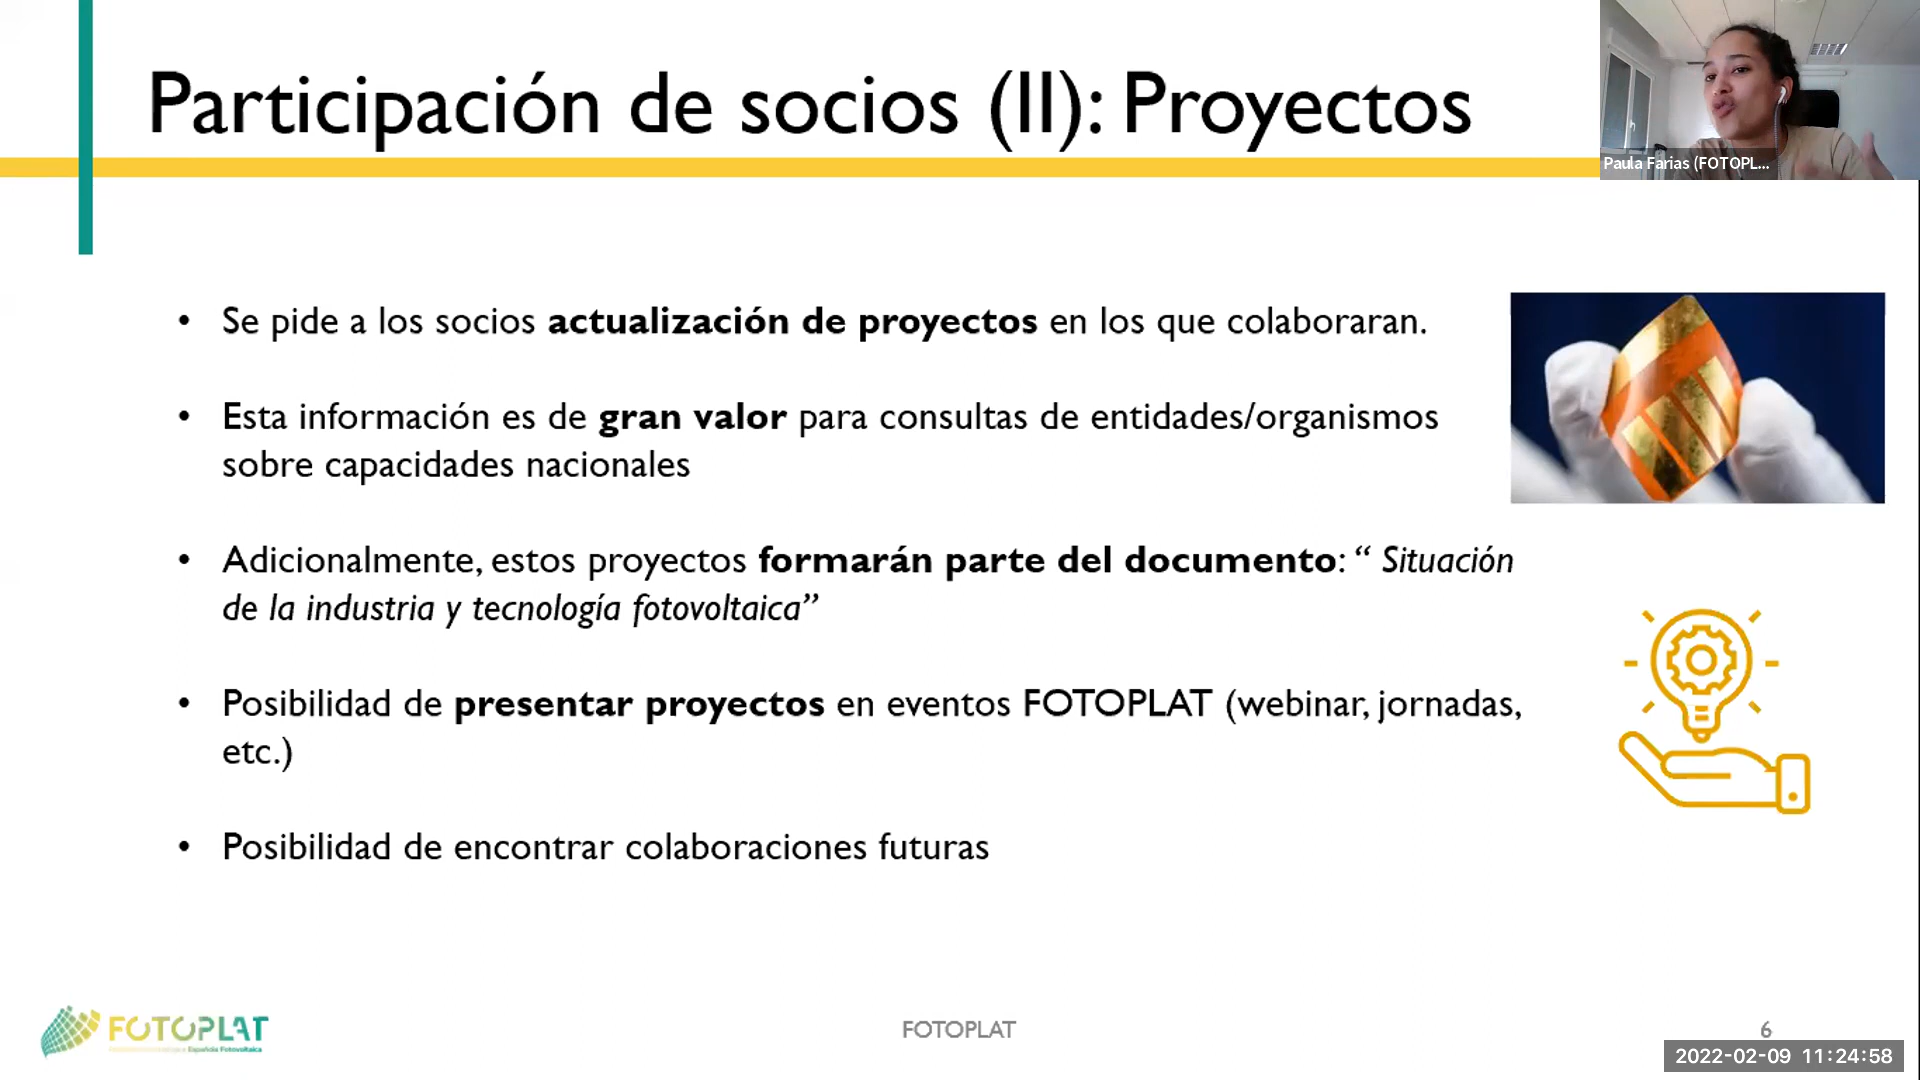 Participación de socios (II): Proyectos
Paula Farias (FOTOPL...
• Se pide a los socios actualización de proyectos en los que colaboraran.
• Esta información es de gran valor para consultas de entidades/organismos
sobre capacidades nacionales
• Adicionalmente, estos proyectos formarán parte del documento: “ Situación
de la industria y tecnología fotovoltaica”
• Posibilidad de presentar proyectos en eventos FOTOPLAT (webinar, jornadas,
etc.)
• Posibilidad de encontrar colaboraciones futuras
FOTOPLAT
Española Fotovoltaica
FOTOPLAT
6
2022-02-09 11:24:58